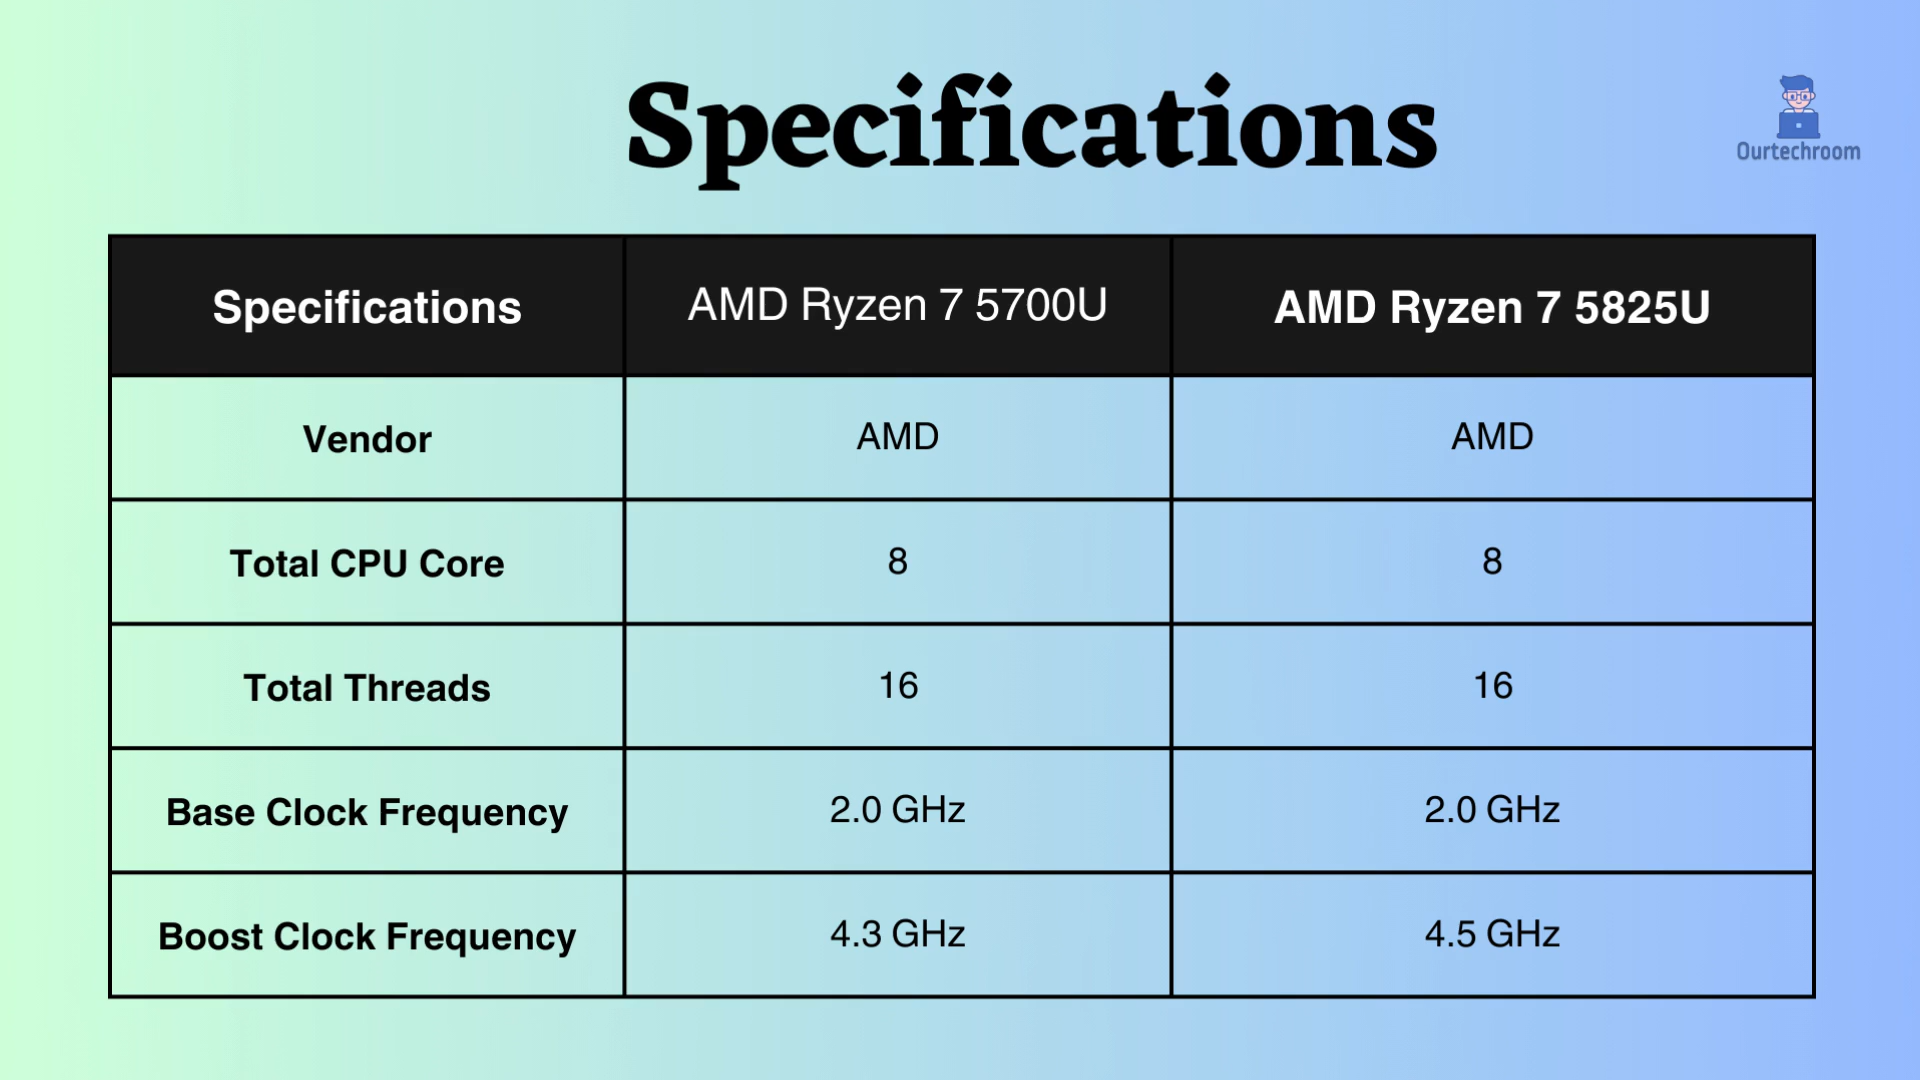 Specifications
Ourtechroom
Specifications AMD Ryzen 7 5700U AMD Ryzen 7 5825U
Vendor AMD AMD
Total CPU Core 8 8
Total Threads 16 16
Base Clock Frequency 2.0 GHz 2.0 GHz
Boost Clock Frequency 4.3 GHz 4.5 GHz